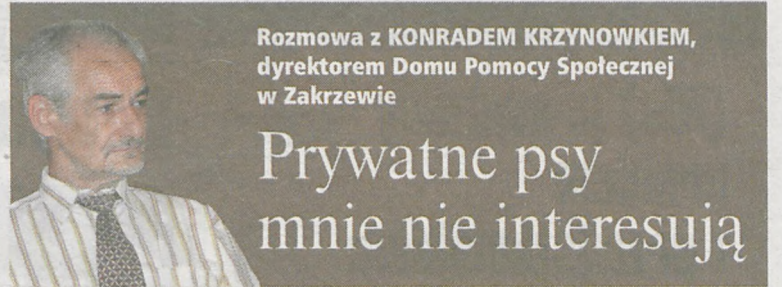 Rozmowa z KONRADEM KRZYNOWKIEM,
dyrektorem Domu Pomocy Społecznej
w Zakrzewie
Prywatne psy
mnie nie interesują